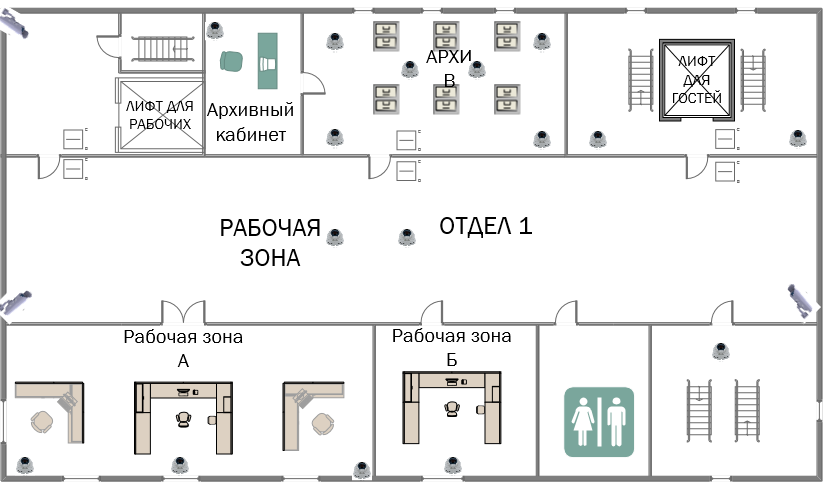 ЛИФТ ДЛЯ
РАБОЧИХ
Архивный
кабинет
АРХИ
В
ЛИФТ
ДЛЯ
ГОСТЕЙ
РАБОЧАЯ
ЗОНА
ОТДЕЛ 1
Рабочая зона
А
Рабочая зона
Б